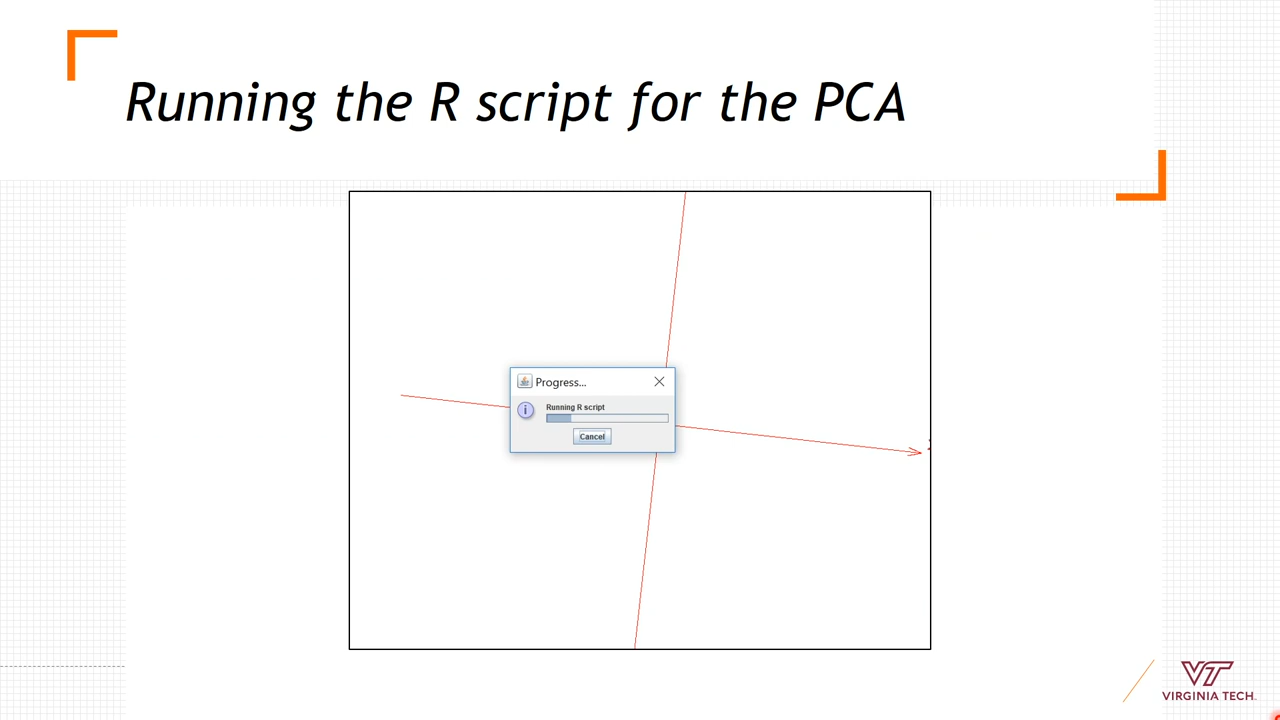 Running the R script for the PCA
Progress...
Running R script
Cancel
VIRGINIA TECH